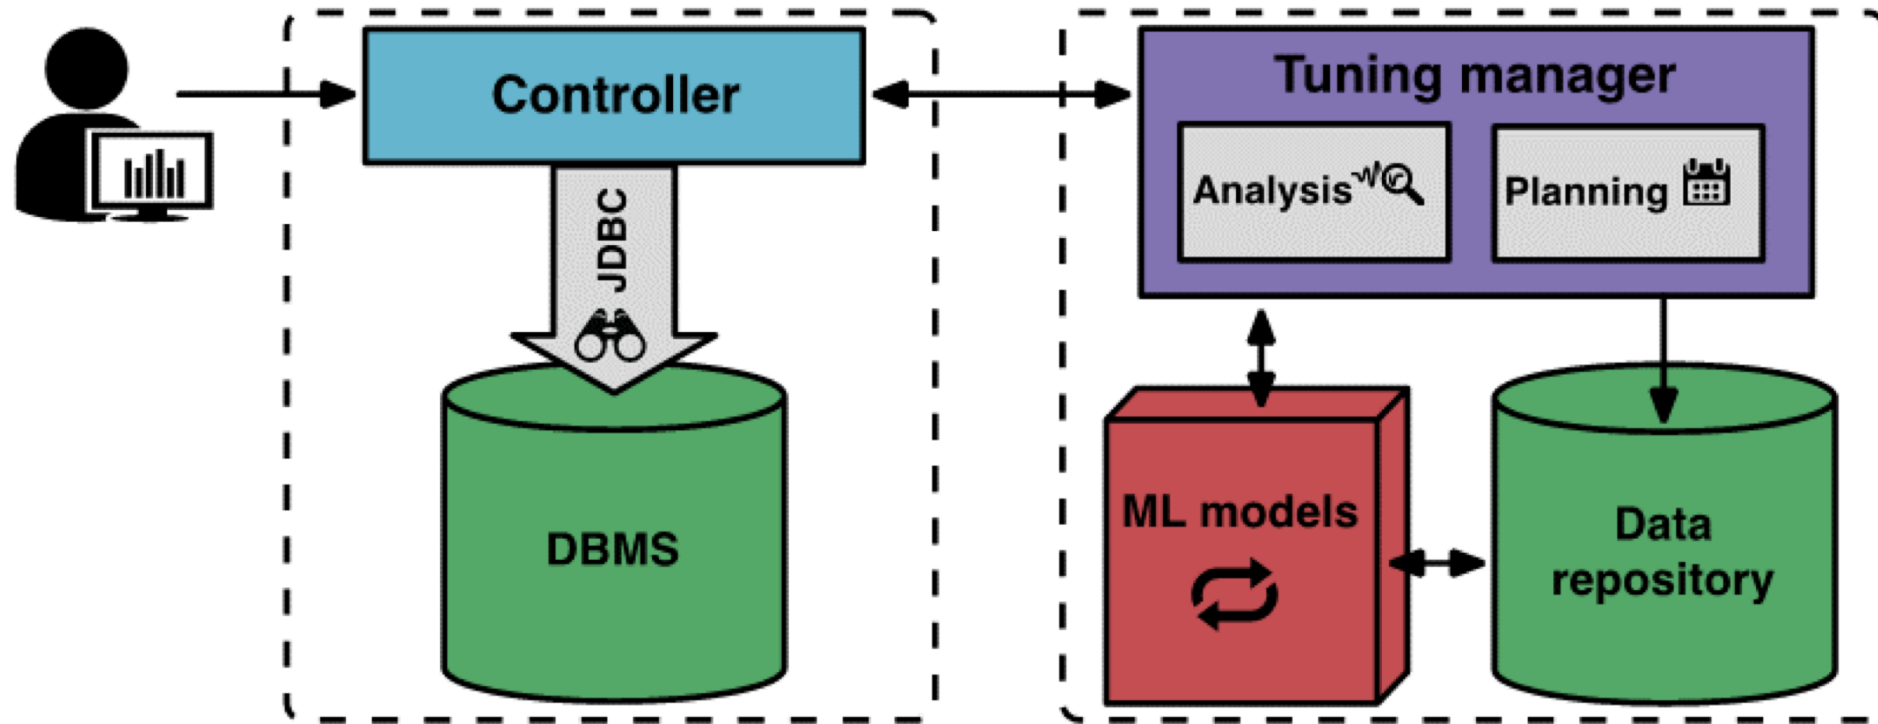 Controller
JDBC
DBMS
Tuning manager
Analysis
Planning
ML models
Data
repository